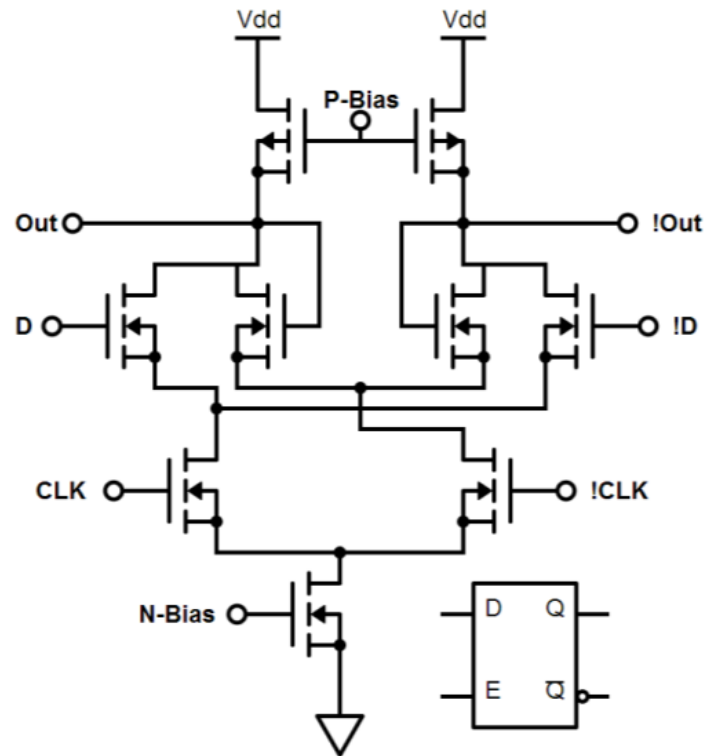 Vdd Vdd
P-Bias
Out !Out
D !D
CLK !CLK
N-Bias
D Q
E Q̅